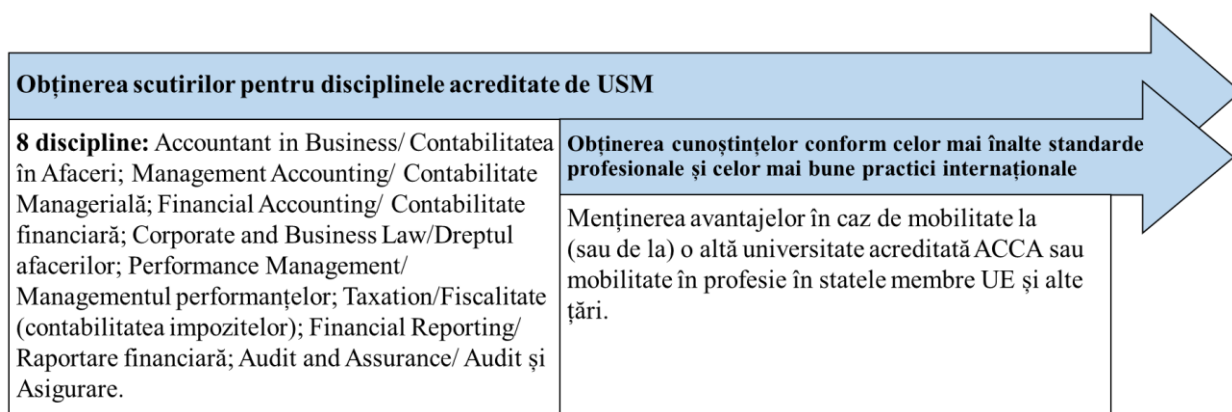 Obținerea scutirilor pentru disciplinele acreditate de USM
8 discipline: Accountant in Business/ Contabilitatea
în Afaceri; Management Accounting/ Contabilitate
Managerială; Financial Accounting/ Contabilitate
financiară; Corporate and Business Law/Dreptul
afacerilor; Performance Management/
Managementul performanțelor; Taxation/Fiscalitate
(contabilitatea impozitelor); Financial Reporting/
Raportare financiară; Audit and Assurance/ Audit și
Asigurare.
Obținerea cunoștințelor conform celor mai înalte standarde
profesionale și celor mai bune practici internaționale
Menținerea avantajelor în caz de mobilitate la
(sau de la) o altă universitate acreditată ACCA sau
mobilitate în profesie în statele membre UE și alte
țări.